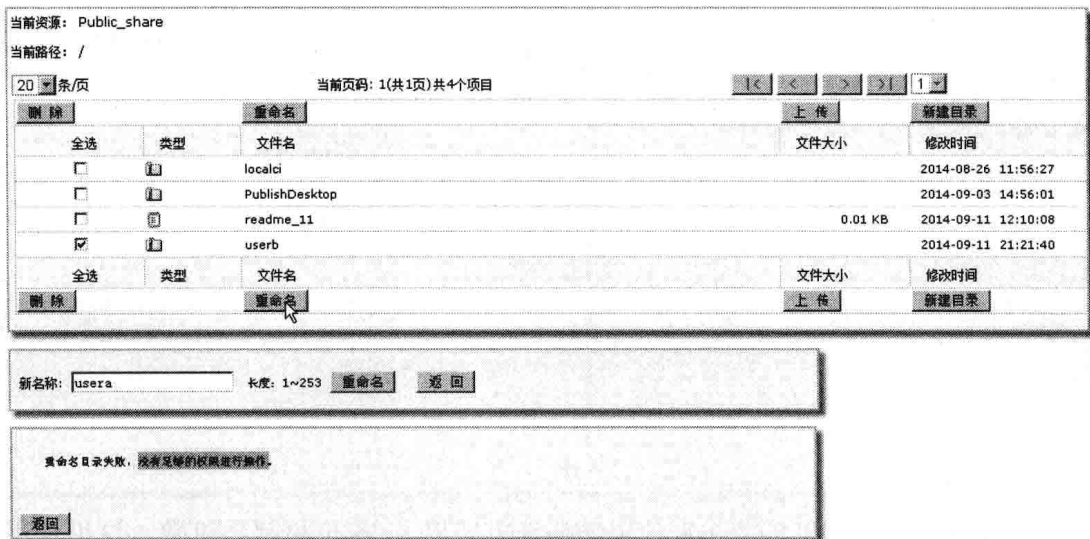 当前资源： Public_share
当前路径： /
20 条/页 当前页码：1(共1页)共4个项目 |< < > >| 1
删 除 重命名 上 传 新建目录
全选 类型 文件名 文件大小 修改时间
localci 2014-08-26 11:56:27
PublishDesktop 2014-09-03 14:56:01
readme_11 0.01 KB 2014-09-11 12:10:08
userb 2014-09-11 21:21:40
全选 类型 文件名 文件大小 修改时间
删 除 重命名 上 传 新建目录
新名称： usera 长度：1~253 重命名 返 回
重命名目录失败，没有足够的权限进行操作。
返回